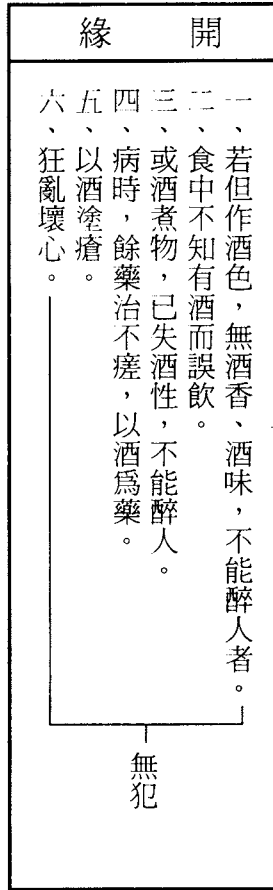 開緣
一、若但作酒色，無酒香、酒味，不能醉人者。
二、食中不知有酒而誤飲。
三、或酒煮物，已失酒性，不能醉人。
四、病時，餘藥治不瘥，以酒爲藥。
五、以酒塗瘡。
六、狂亂壞心。
無犯